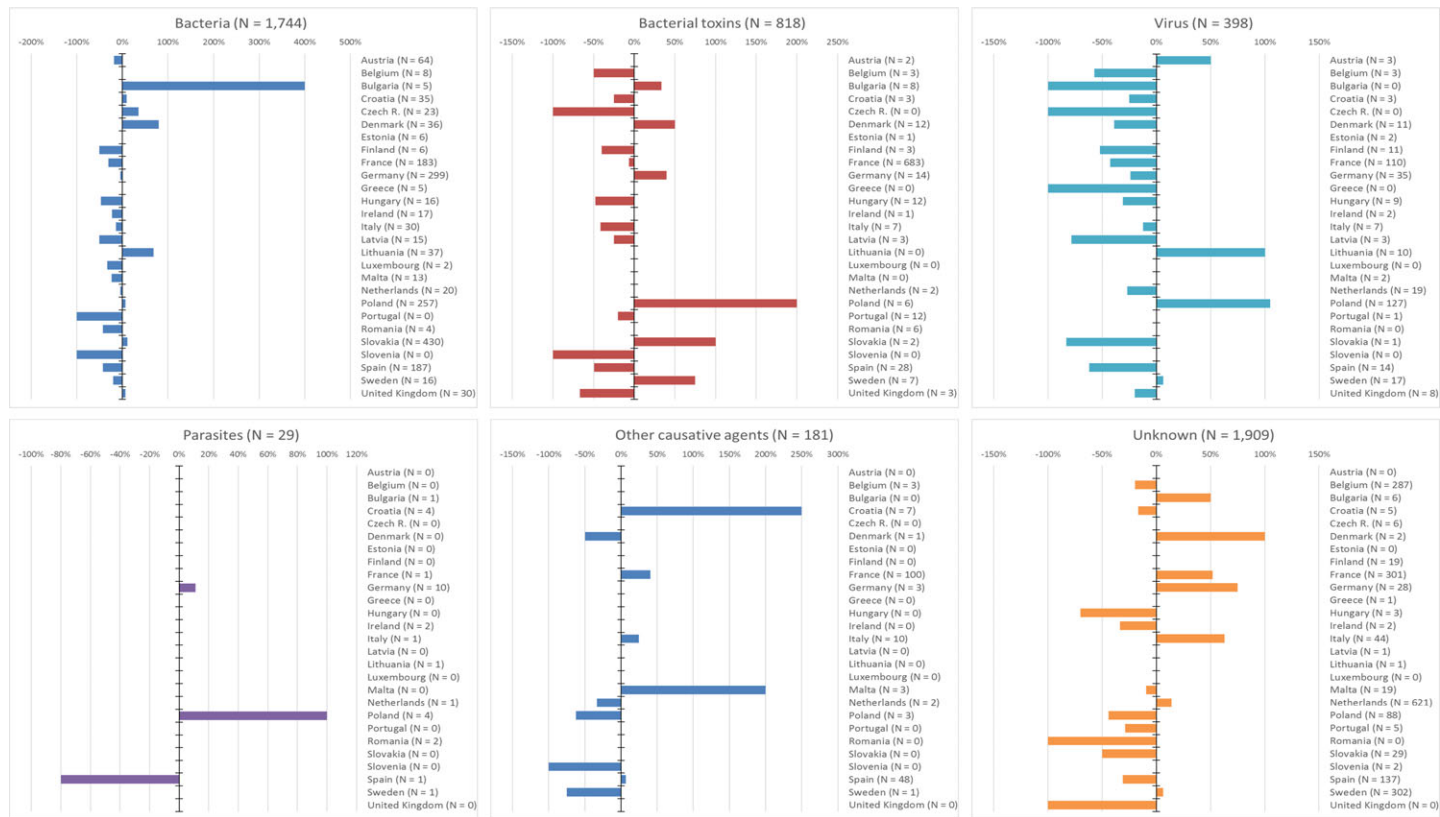 Bacteria (N = 1,744)
-200% -100% 0% 100% 200% 300% 400% 500%
Austria (N = 64)
Belgium (N = 8)
Bulgaria (N = 5)
Croatia (N = 35)
Czech R. (N = 23)
Denmark (N = 36)
Estonia (N = 6)
Finland (N = 6)
France (N = 183)
Germany (N = 299)
Greece (N = 5)
Hungary (N = 16)
Ireland (N = 17)
Italy (N = 30)
Latvia (N = 15)
Lithuania (N = 37)
Luxembourg (N = 2)
Malta (N = 13)
Netherlands (N = 20)
Poland (N = 257)
Portugal (N = 0)
Romania (N = 4)
Slovakia (N = 430)
Slovenia (N = 0)
Spain (N = 187)
Sweden (N = 16)
United Kingdom (N = 30)
Bacterial toxins (N = 818)
-150% -100% -50% 0% 50% 100% 150% 200% 250%
Austria (N = 2)
Belgium (N = 3)
Bulgaria (N = 8)
Croatia (N = 3)
Czech R. (N = 0)
Denmark (N = 12)
Estonia (N = 1)
Finland (N = 3)
France (N = 683)
Germany (N = 14)
Greece (N = 0)
Hungary (N = 12)
Ireland (N = 1)
Italy (N = 7)
Latvia (N = 3)
Lithuania (N = 0)
Luxembourg (N = 0)
Malta (N = 0)
Netherlands (N = 2)
Poland (N = 6)
Portugal (N = 12)
Romania (N = 6)
Slovakia (N = 2)
Slovenia (N = 0)
Spain (N = 28)
Sweden (N = 7)
United Kingdom (N = 3)
Virus (N = 398)
-150% -100% -50% 0% 50% 100% 150%
Austria (N = 3)
Belgium (N = 3)
Bulgaria (N = 0)
Croatia (N = 3)
Czech R. (N = 0)
Denmark (N = 11)
Estonia (N = 2)
Finland (N = 11)
France (N = 110)
Germany (N = 35)
Greece (N = 0)
Hungary (N = 9)
Ireland (N = 2)
Italy (N = 7)
Latvia (N = 3)
Lithuania (N = 10)
Luxembourg (N = 0)
Malta (N = 2)
Netherlands (N = 19)
Poland (N = 127)
Portugal (N = 1)
Romania (N = 0)
Slovakia (N = 1)
Slovenia (N = 0)
Spain (N = 14)
Sweden (N = 17)
United Kingdom (N = 8)
Parasites (N = 29)
-100% -80% -60% -40% -20% 0% 20% 40% 60% 80% 100% 120%
Austria (N = 0)
Belgium (N = 0)
Bulgaria (N = 1)
Croatia (N = 4)
Czech R. (N = 0)
Denmark (N = 0)
Estonia (N = 0)
Finland (N = 0)
France (N = 1)
Germany (N = 10)
Greece (N = 0)
Hungary (N = 0)
Ireland (N = 2)
Italy (N = 1)
Latvia (N = 0)
Lithuania (N = 1)
Luxembourg (N = 0)
Malta (N = 0)
Netherlands (N = 1)
Poland (N = 4)
Portugal (N = 0)
Romania (N = 2)
Slovakia (N = 0)
Slovenia (N = 0)
Spain (N = 1)
Sweden (N = 1)
United Kingdom (N = 0)
Other causative agents (N = 181)
-150% -100% -50% 0% 50% 100% 150% 200% 250% 300%
Austria (N = 0)
Belgium (N = 3)
Bulgaria (N = 0)
Croatia (N = 7)
Czech R. (N = 0)
Denmark (N = 1)
Estonia (N = 0)
Finland (N = 0)
France (N = 100)
Germany (N = 3)
Greece (N = 0)
Hungary (N = 0)
Ireland (N = 0)
Italy (N = 10)
Latvia (N = 0)
Lithuania (N = 0)
Luxembourg (N = 0)
Malta (N = 3)
Netherlands (N = 2)
Poland (N = 3)
Portugal (N = 0)
Romania (N = 0)
Slovakia (N = 0)
Slovenia (N = 0)
Spain (N = 48)
Sweden (N = 1)
United Kingdom (N = 0)
Unknown (N = 1,909)
-150% -100% -50% 0% 50% 100% 150%
Austria (N = 0)
Belgium (N = 287)
Bulgaria (N = 6)
Croatia (N = 5)
Czech R. (N = 6)
Denmark (N = 2)
Estonia (N = 0)
Finland (N = 19)
France (N = 301)
Germany (N = 28)
Greece (N = 1)
Hungary (N = 3)
Ireland (N = 2)
Italy (N = 44)
Latvia (N = 1)
Lithuania (N = 1)
Luxembourg (N = 0)
Malta (N = 19)
Netherlands (N = 621)
Poland (N = 88)
Portugal (N = 5)
Romania (N = 0)
Slovakia (N = 29)
Slovenia (N = 2)
Spain (N = 137)
Sweden (N = 302)
United Kingdom (N = 0)